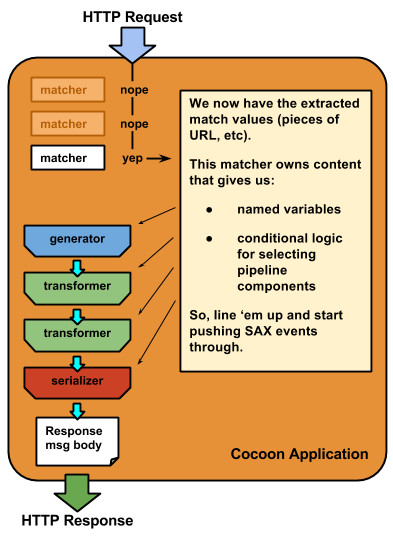 HTTP Request
matcher
nope
matcher
nope
matcher
yep
We now have the extracted
match values (pieces of
URL, etc).
This matcher owns content
that gives us:
● named variables
● conditional logic
for selecting
pipeline
components
So, line ‘em up and start
pushing SAX events
through.
generator
transformer
transformer
serializer
Response
msg body
Cocoon Application
HTTP Response